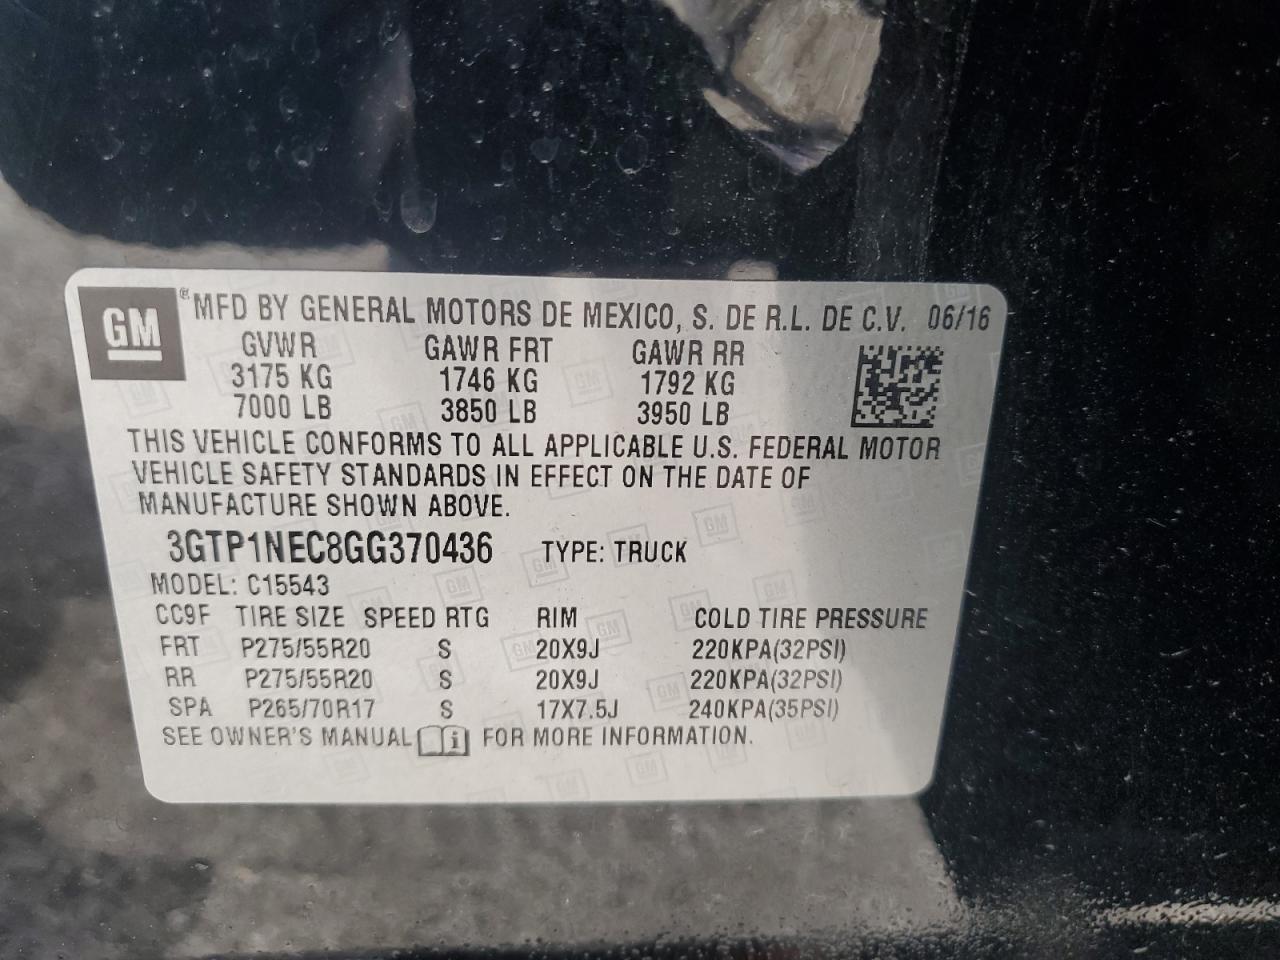 GM ® MFD BY GENERAL MOTORS DE MEXICO, S. DE R.L. DE C.V. 06/16
GVWR GAWR FRT GAWR RR
3175 KG 1746 KG 1792 KG
7000 LB 3850 LB 3950 LB
THIS VEHICLE CONFORMS TO ALL APPLICABLE U.S. FEDERAL MOTOR
VEHICLE SAFETY STANDARDS IN EFFECT ON THE DATE OF
MANUFACTURE SHOWN ABOVE.
3GTP1NEC8GG370436 TYPE: TRUCK
MODEL: C15543
CC9F TIRE SIZE SPEED RTG RIM COLD TIRE PRESSURE
FRT P275/55R20 S 20X9J 220KPA(32PSI)
RR P275/55R20 S 20X9J 220KPA(32PSI)
SPA P265/70R17 S 17X7.5J 240KPA(35PSI)
SEE OWNER'S MANUAL i FOR MORE INFORMATION.